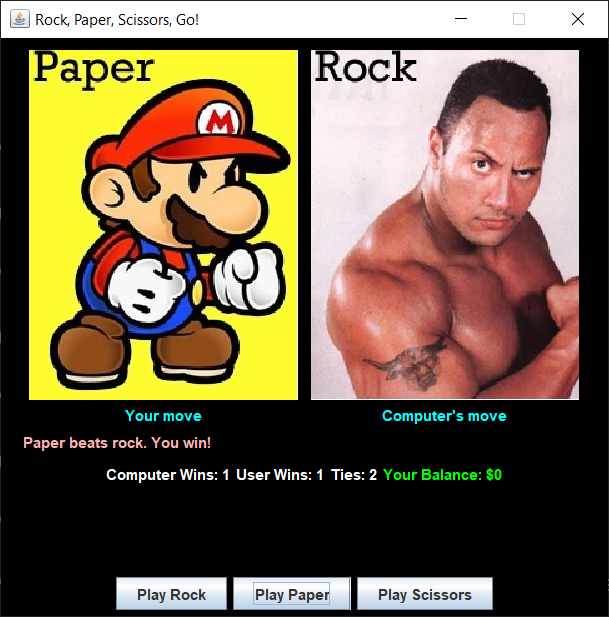 Rock, Paper, Scissors, Go!
Paper
Rock
M
Your move
Computer's move
Paper beats rock. You win!
Computer Wins: 1 User Wins: 1 Ties: 2 Your Balance: $0
Play Rock
Play Paper
Play Scissors